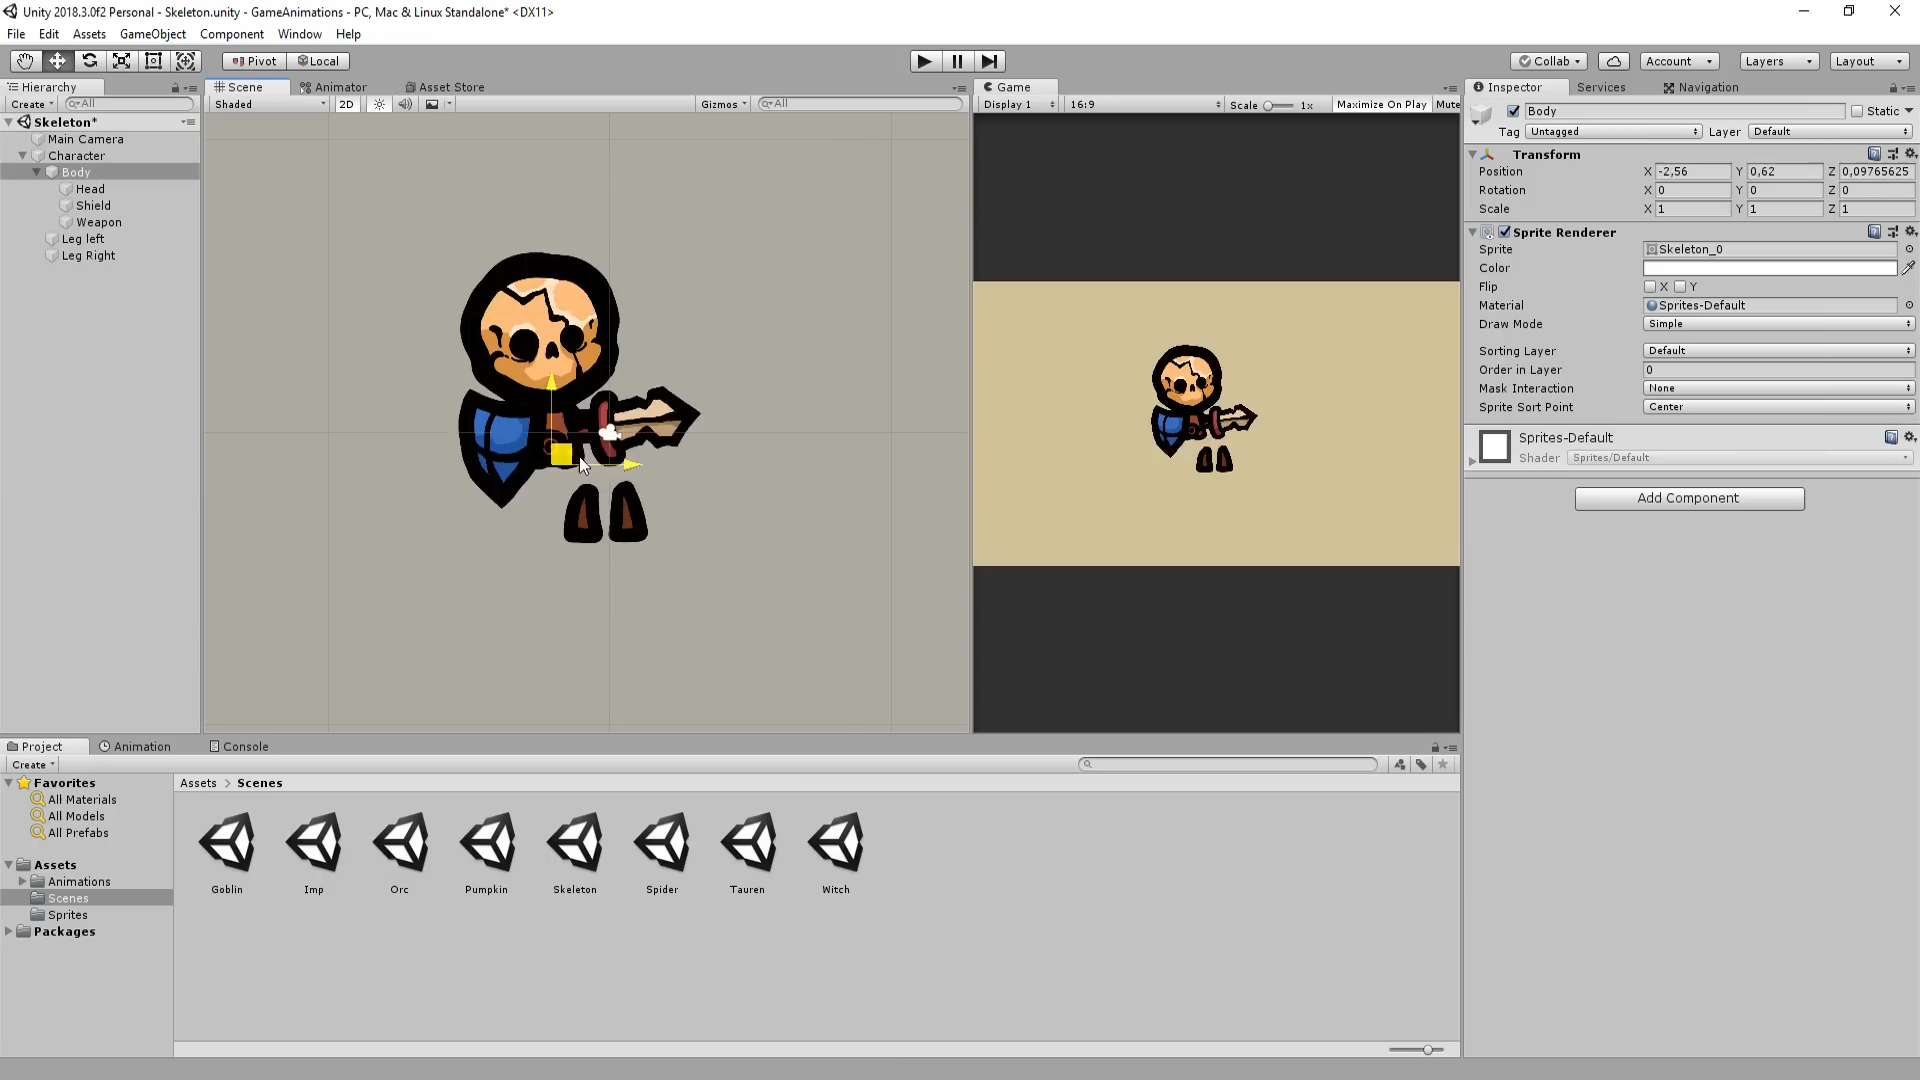 Unity 2018.3.0f2 Personal - Skeleton.unity - GameAnimations - PC, Mac & Linux Standalone* <DX11>
File Edit Assets GameObject Component Window Help
Pivot Local Collab Account Layers Layout
Hierarchy Scene Animator Asset Store Game Inspector Services Navigation
Create All Shaded 2D Gizmos All Display 1 16:9 Scale 1x Maximize On Play Mute
Skeleton*
Main Camera
Character
Body
Head
Shield
Weapon
Leg left
Leg Right
Body Static
Tag Untagged Layer Default
Transform
Position X -2,56 Y 0,62 Z 0,09765625
Rotation X 0 Y 0 Z 0
Scale X 1 Y 1 Z 1
Sprite Renderer
Sprite Skeleton_0
Color
Flip X Y
Material Sprites-Default
Draw Mode Simple
Sorting Layer Default
Order in Layer 0
Mask Interaction None
Sprite Sort Point Center
Sprites-Default
Shader Sprites/Default
Add Component
Project Animation Console
Create
Favorites
All Materials
All Models
All Prefabs
Assets
Animations
Scenes
Sprites
Packages
Assets > Scenes
Goblin Imp Orc Pumpkin Skeleton Spider Tauren Witch